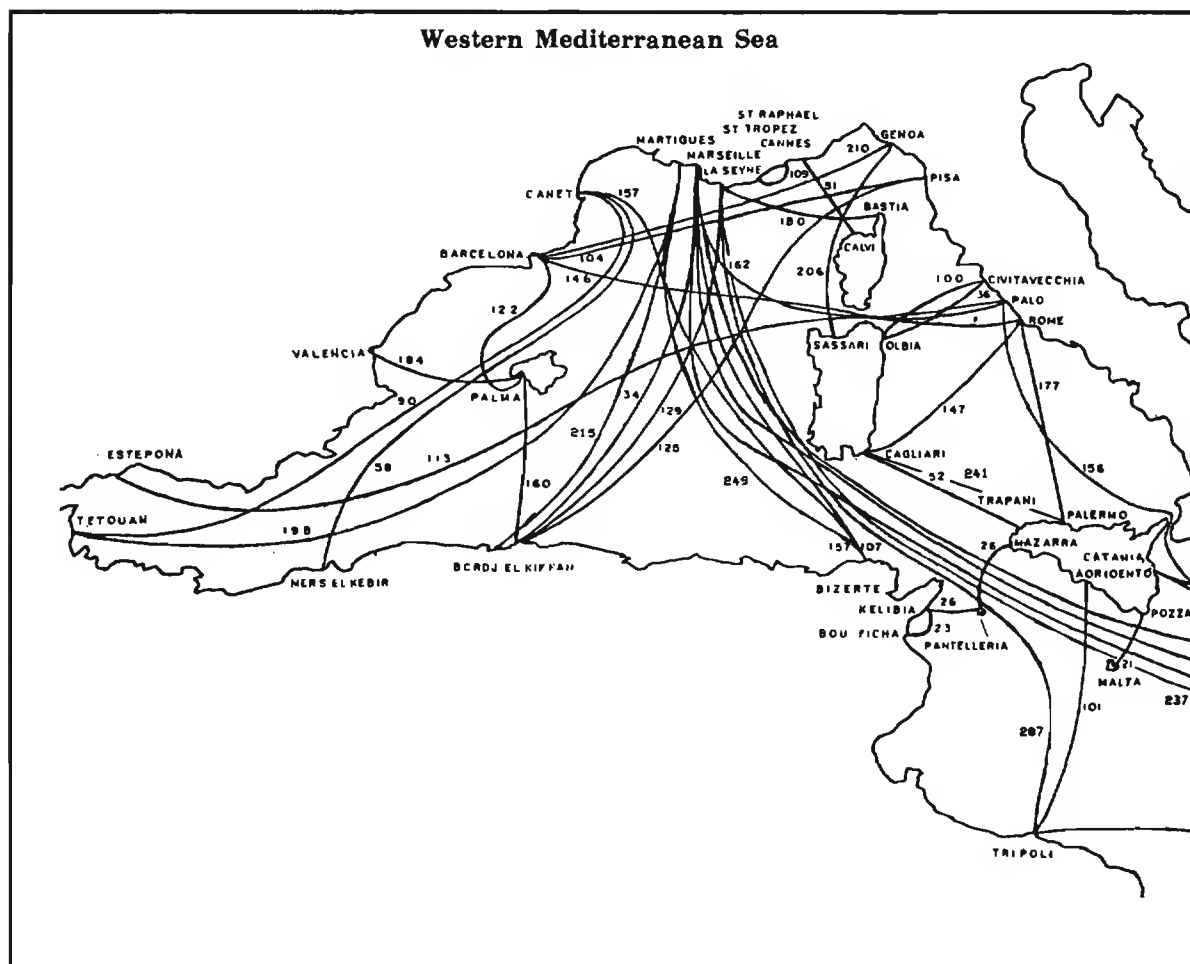 Western Mediterranean Sea
ST RAPHAEL
ST TROPEZ
CANNES
MARTIGUES
MARSEILLE
LA SEYNE
GENOA
210
109
51
PISA
CANET
157
BASTIA
180
CALVI
BARCELONA
104
146
162
206
100
CIVITAVECCHIA
36
PALO
ROME
122
VALENCIA
184
SASSARI
OLBIA
PALMA
90
34
129
177
147
215
125
58
113
ESTEPONA
CAGLIARI
52
241
156
249
160
TRAPANI
PALERMO
TETOUAN
198
157
107
26
MAZARRA
CATANIA
AGRIGENTO
MERS EL KEBIR
BORDJ EL KIFFAN
BIZERTE
KELIBIA
26
POZZA
BOU FICHA
23
PANTELLERIA
21
MALTA
237
101
287
TRIPOLI